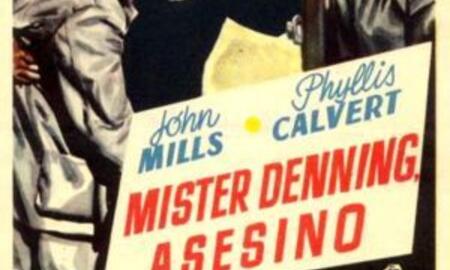 John Phyllis
MILLS CALVERT
MISTER DENNING,
ASESINO